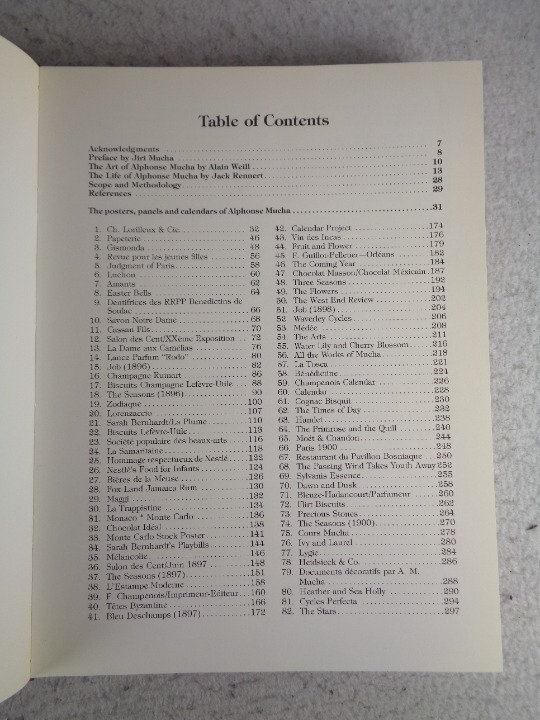 Table of Contents
Acknowledgments 7
Preface by Jiri Mucha 8
The Art of Alphonse Mucha by Alain Weill 10
The Life of Alphonse Mucha by Jack Rennert 13
Scope and Methodology 28
References 29
The posters, panels and calendars of Alphonse Mucha 31
1. Ch. Lorilleux & Cie. 32
2. Papeterie 46
3. Gismonda 48
4. Revue pour les jeunes filles 56
5. Judgment of Paris 58
6. Luchon 60
7. Amants 62
8. Easter Bells 64
9. Dentifrices des RRPP Benedictins de
Soulac 66
10. Savon Notre Dame 68
11. Cassan Fils 70
12. Salon des Cent/XXème Exposition 72
13. La Dame aux Camelias 76
14. Lance Parfum "Rodo" 80
15. Job (1896) 82
16. Champagne Ruinart 86
17. Biscuits Champagne Lefèvre-Utile 88
18. The Seasons (1896) 90
19. Zodiaque 100
20. Lorenzaccio 107
21. Sarah Bernhardt/La Plume 110
22. Biscuits Lefèvre-Utile 113
23. Société populaire des beaux-arts 116
24. La Samaritaine 118
25. Hommage respectueux de Nestlé 122
26. Nestlé's Food for Infants 124
27. Bières de la Meuse 126
28. Fox Land Jamaica Rum 130
29. Maggi 132
30. La Trappistine 134
31. Monaco * Monte Carlo 136
32. Chocolat Idéal 138
33. Monte Carlo Stock Poster 141
34. Sarah Bernhardt's Playbills 144
35. Mélancolie 146
36. Salon des Cent/Juin 1897 148
37. The Seasons (1897) 151
38. L'Estampe Moderne 158
39. F. Champenois/Imprimeur-Editeur 160
40. Têtes Byzantine 166
41. Bleu Deschamps (1897) 172
42. Calendar Project 174
43. Vin des Incas 176
44. Fruit and Flower 179
45. F. Guillot-Pelletier—Orléans 182
46. The Coming Year 184
47. Chocolat Masson/Chocolat Méxicain 187
48. Three Seasons 192
49. The Flowers 194
50. The West End Review 202
51. Job (1898) 204
52. Waverley Cycles 206
53. Médée 208
54. The Arts 211
55. Water Lily and Cherry Blossom 216
56. All the Works of Mucha 218
57. La Tosca 221
58. Bénédictine 224
59. Champenois Calendar 226
60. Calendar 228
61. Cognac Bisquit 230
62. The Times of Day 232
63. Hamlet 238
64. The Primrose and the Quill 240
65. Moët & Chandon 244
66. Paris 1900 248
67. Restaurant du Pavillon Bosniaque 250
68. The Passing Wind Takes Youth Away 252
69. Sylvanis Essence 255
70. Dawn and Dusk 258
71. Bleuze-Hadancourt/Parfumeur 260
72. Flirt Biscuits 262
73. Precious Stones 264
74. The Seasons (1900) 270
75. Cours Mucha 278
76. Ivy and Laurel 280
77. Lygie 284
78. Heidsieck & Co. 286
79. Documents décoratifs par A. M.
Mucha 288
80. Heather and Sea Holly 290
81. Cycles Perfecta 294
82. The Stars 297